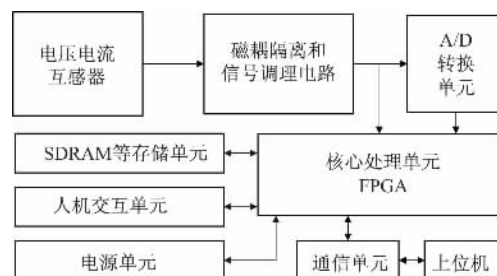 电压电流
互感器
磁耦隔离和
信号调理电路
A/D
转换
单元
SDRAM等存储单元
核心处理单元
FPGA
人机交互单元
电源单元
通信单元
上位机